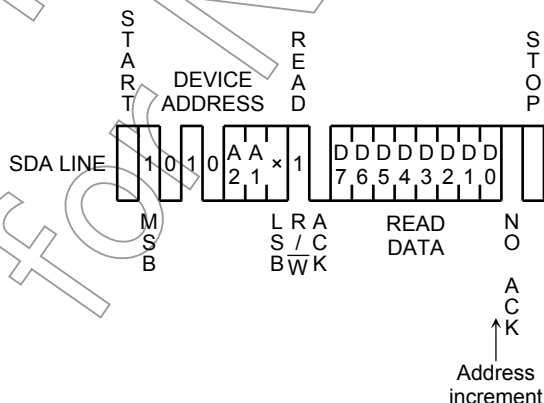 START
DEVICE
ADDRESS
READ
STOP
SDA LINE
1 0 1 0 A2 A1 × 1 D7 D6 D5 D4 D3 D2 D1 D0
MSB
LSB
R/W
ACK
READ
DATA
NO ACK
Address
increment
for